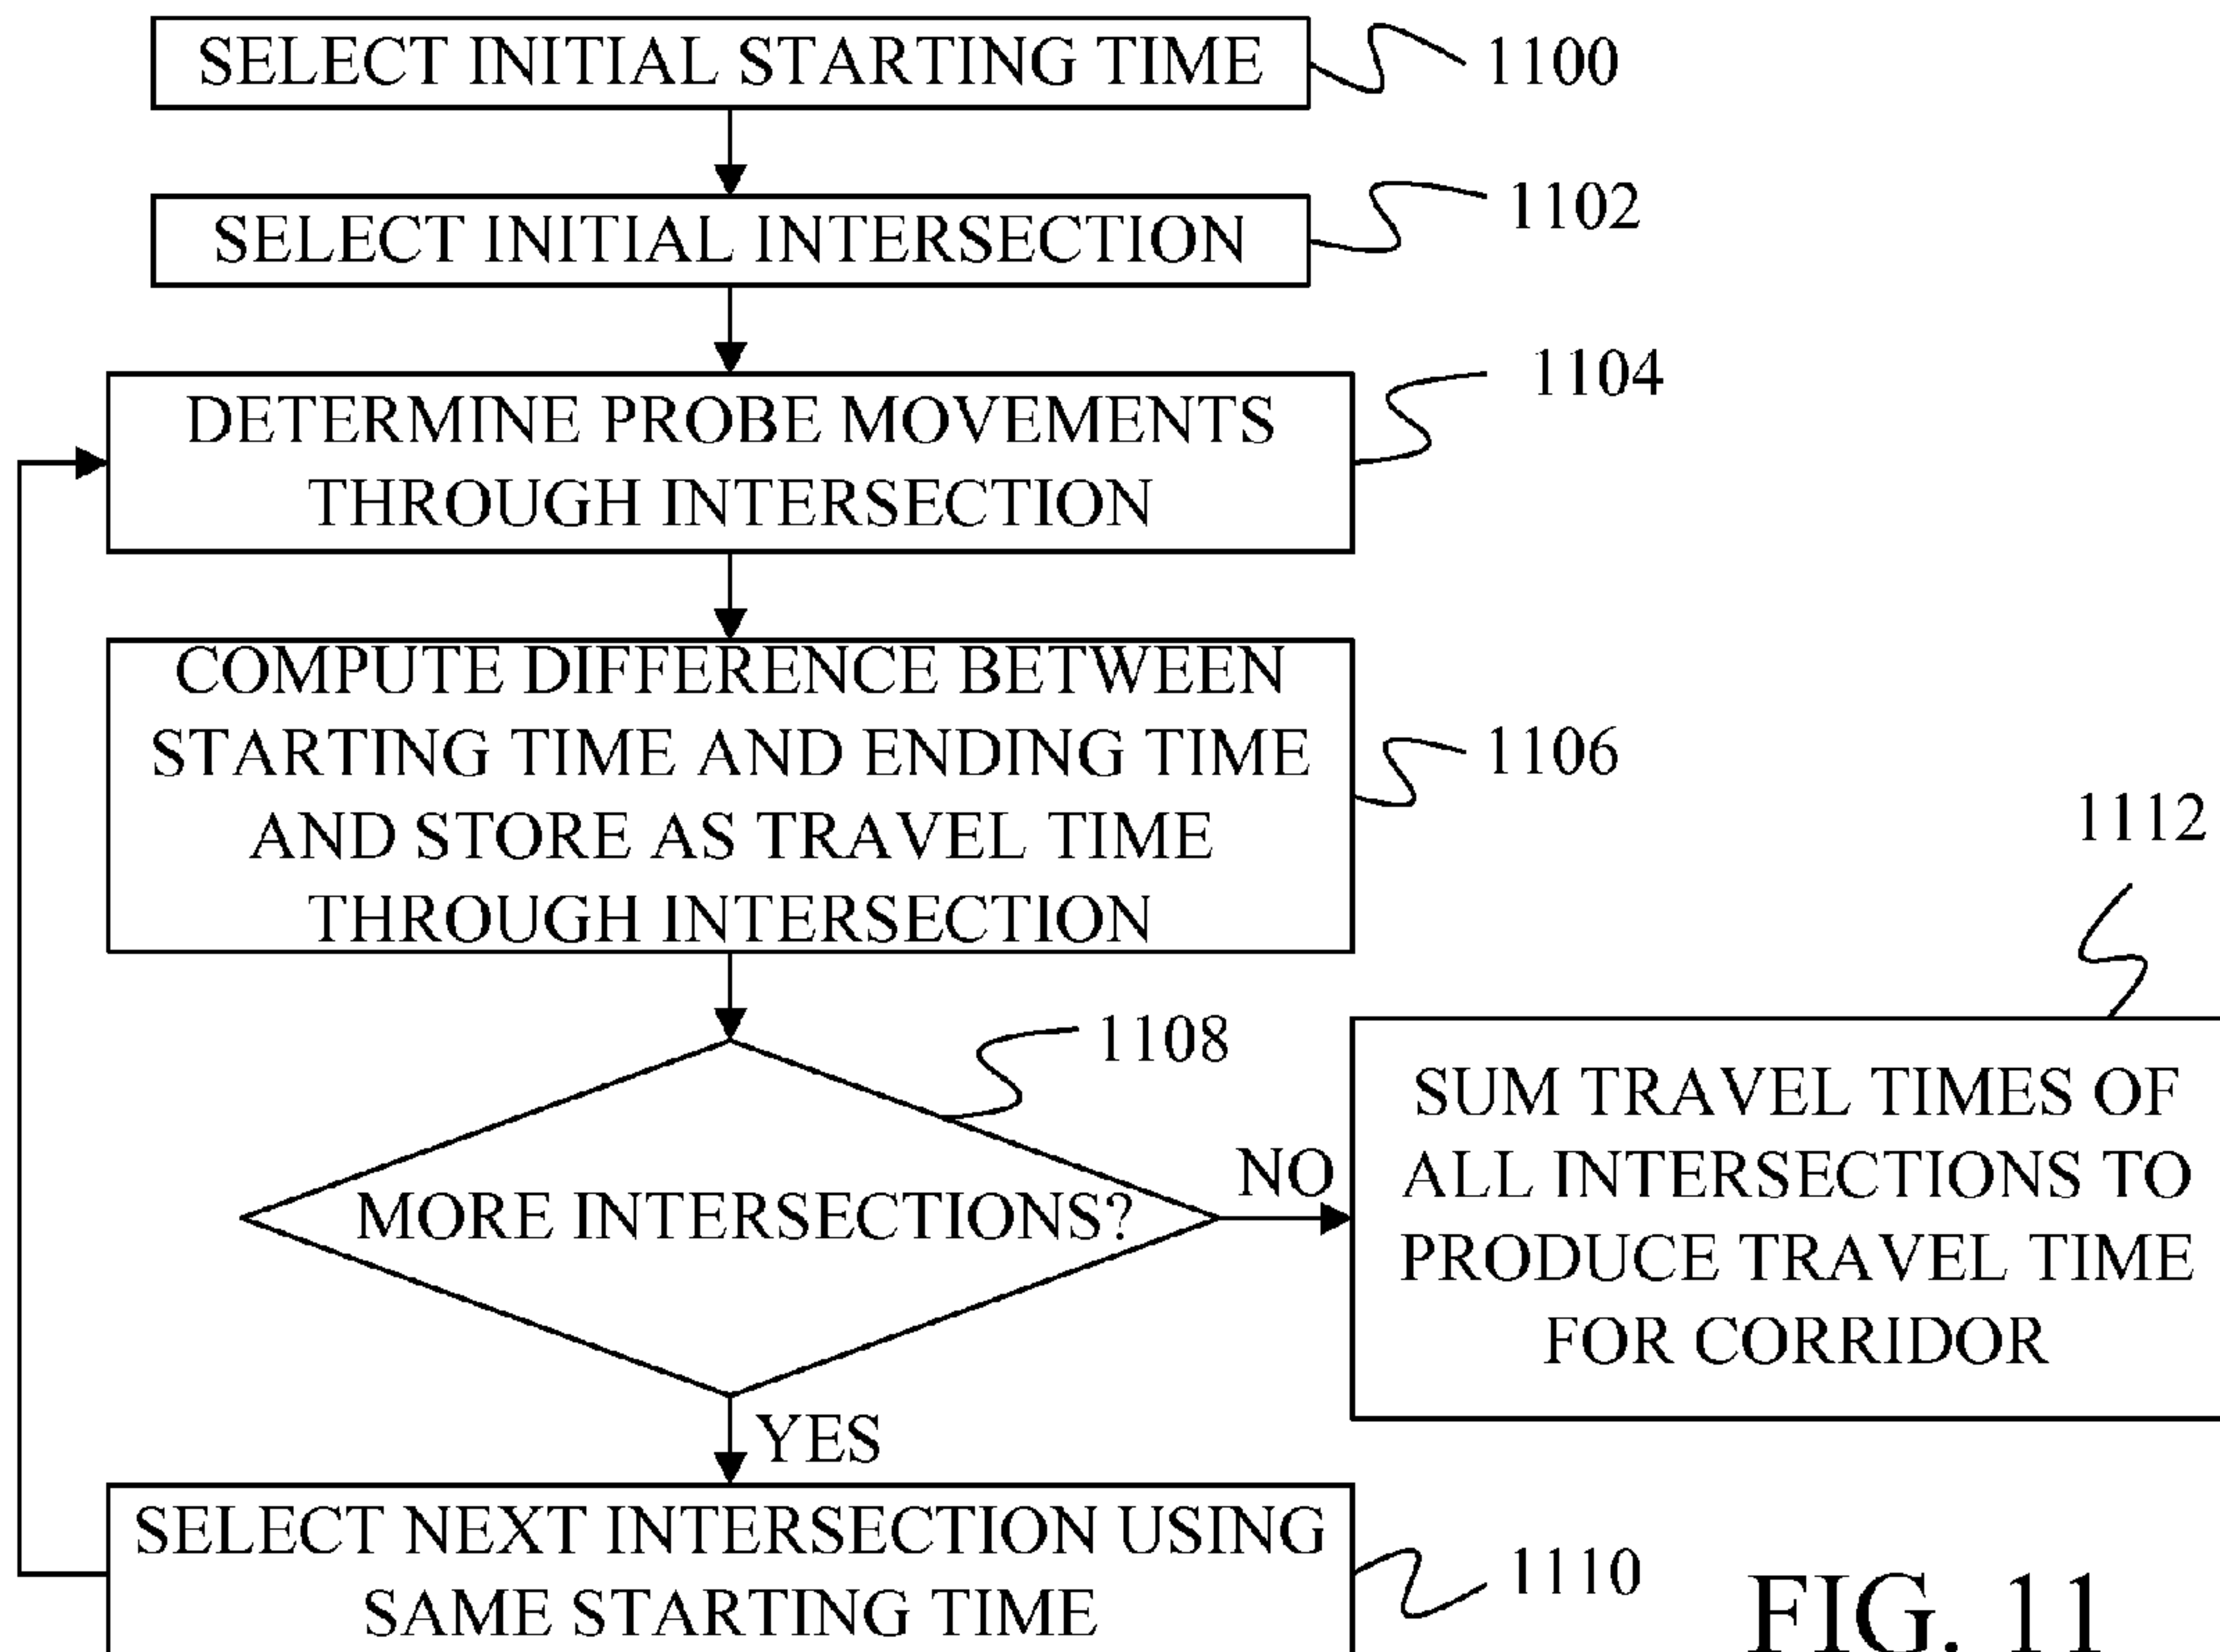 SELECT INITIAL STARTING TIME
1100
SELECT INITIAL INTERSECTION
1102
DETERMINE PROBE MOVEMENTS
THROUGH INTERSECTION
1104
COMPUTE DIFFERENCE BETWEEN
STARTING TIME AND ENDING TIME
AND STORE AS TRAVEL TIME
THROUGH INTERSECTION
1106
MORE INTERSECTIONS?
1108
NO
1112
SUM TRAVEL TIMES OF
ALL INTERSECTIONS TO
PRODUCE TRAVEL TIME
FOR CORRIDOR
YES
SELECT NEXT INTERSECTION USING
SAME STARTING TIME
1110
FIG. 11